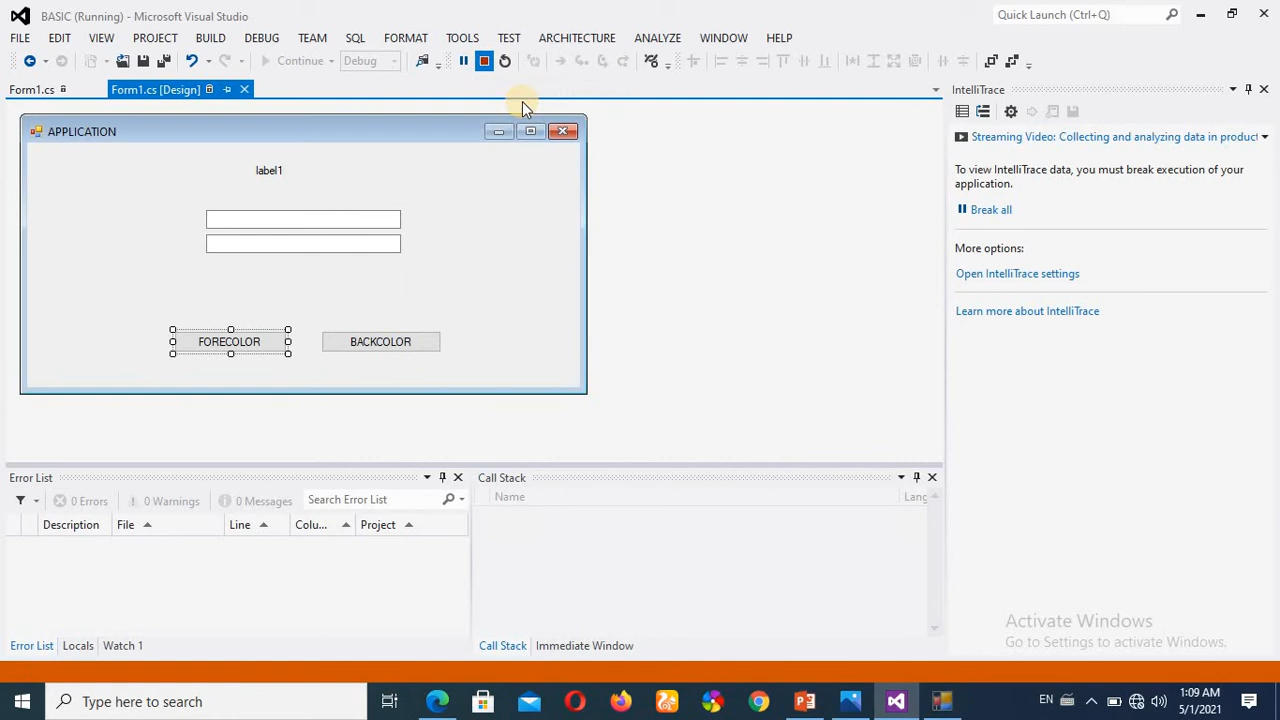 BASIC (Running) - Microsoft Visual Studio
Quick Launch (Ctrl+Q)
FILE EDIT VIEW PROJECT BUILD DEBUG TEAM SQL FORMAT TOOLS TEST ARCHITECTURE ANALYZE WINDOW HELP
Continue Debug
Form1.cs Form1.cs [Design]
IntelliTrace
APPLICATION
label1
FORECOLOR BACKCOLOR
Streaming Video: Collecting and analyzing data in product
To view IntelliTrace data, you must break execution of your
application.
Break all
More options:
Open IntelliTrace settings
Learn more about IntelliTrace
Error List
0 Errors 0 Warnings 0 Messages Search Error List
Description File Line Colu... Project
Error List Locals Watch 1
Call Stack
Name Lang
Call Stack Immediate Window
Activate Windows
Go to Settings to activate Windows.
Type here to search
EN
1:09 AM
5/1/2021